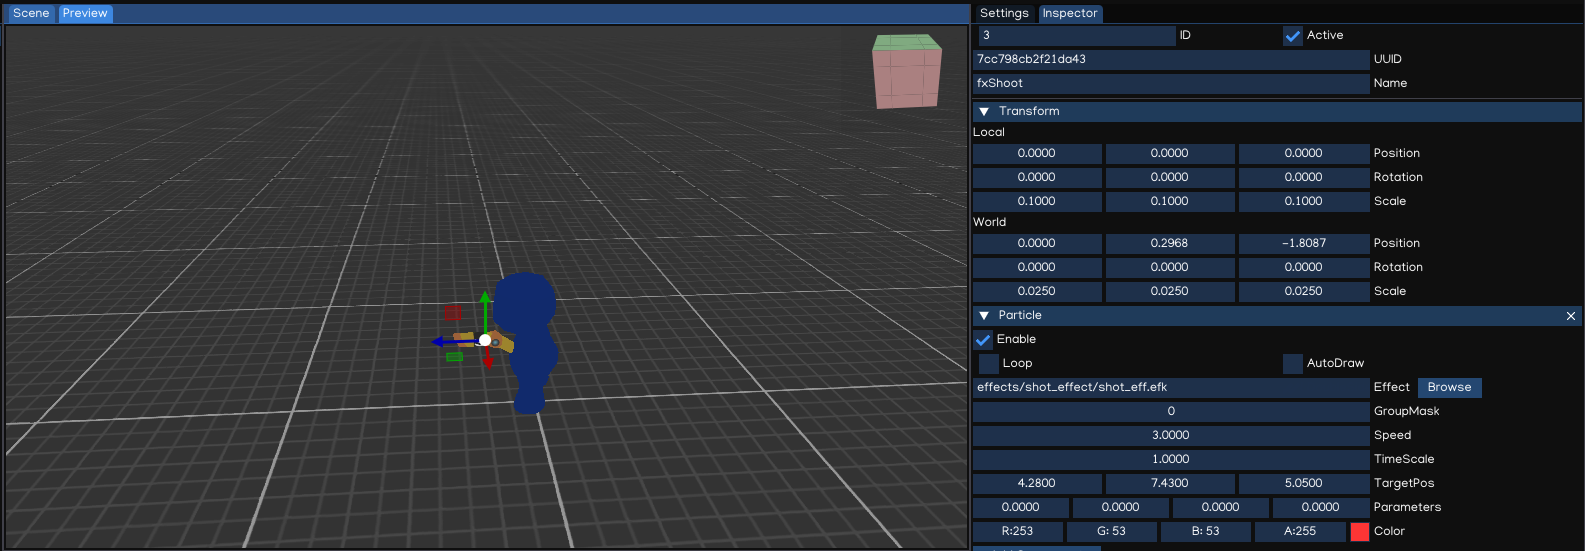 Scene Preview
Settings Inspector
3 ID Active
7cc798cb2f21da43 UUID
fxShoot Name
Transform
Local
0.0000 0.0000 0.0000 Position
0.0000 0.0000 0.0000 Rotation
0.1000 0.1000 0.1000 Scale
World
0.0000 0.2968 -1.8087 Position
0.0000 0.0000 0.0000 Rotation
0.0250 0.0250 0.0250 Scale
Particle
Enable
Loop AutoDraw
effects/shot_effect/shot_eff.efk Effect Browse
0 GroupMask
3.0000 Speed
1.0000 TimeScale
4.2800 7.4300 5.0500 TargetPos
0.0000 0.0000 0.0000 0.0000 Parameters
R:253 G: 53 B: 53 A:255 Color